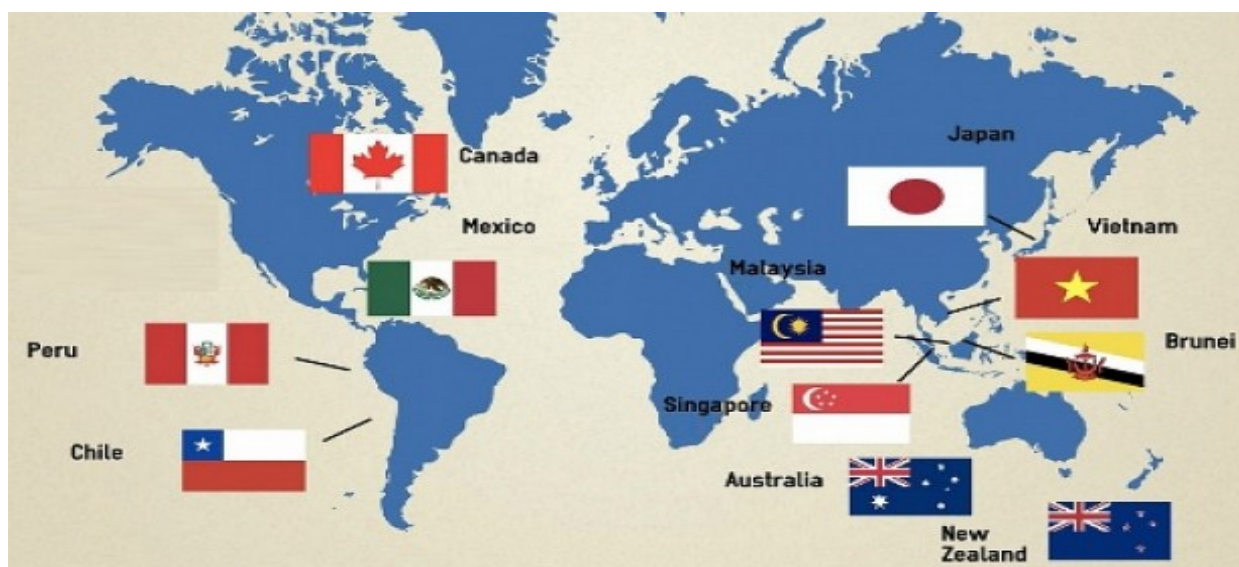 Canada
Japan
Mexico
Vietnam
Malaysia
Peru
Brunei
Singapore
Chile
Australia
New
Zealand